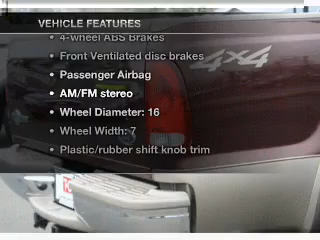 VEHICLE FEATURES
• 4-wheel ABS Brakes
• Front Ventilated disc brakes
• Passenger Airbag
• AM/FM stereo
• Wheel Diameter: 16
• Wheel Width: 7
• Plastic/rubber shift knob trim
4x4